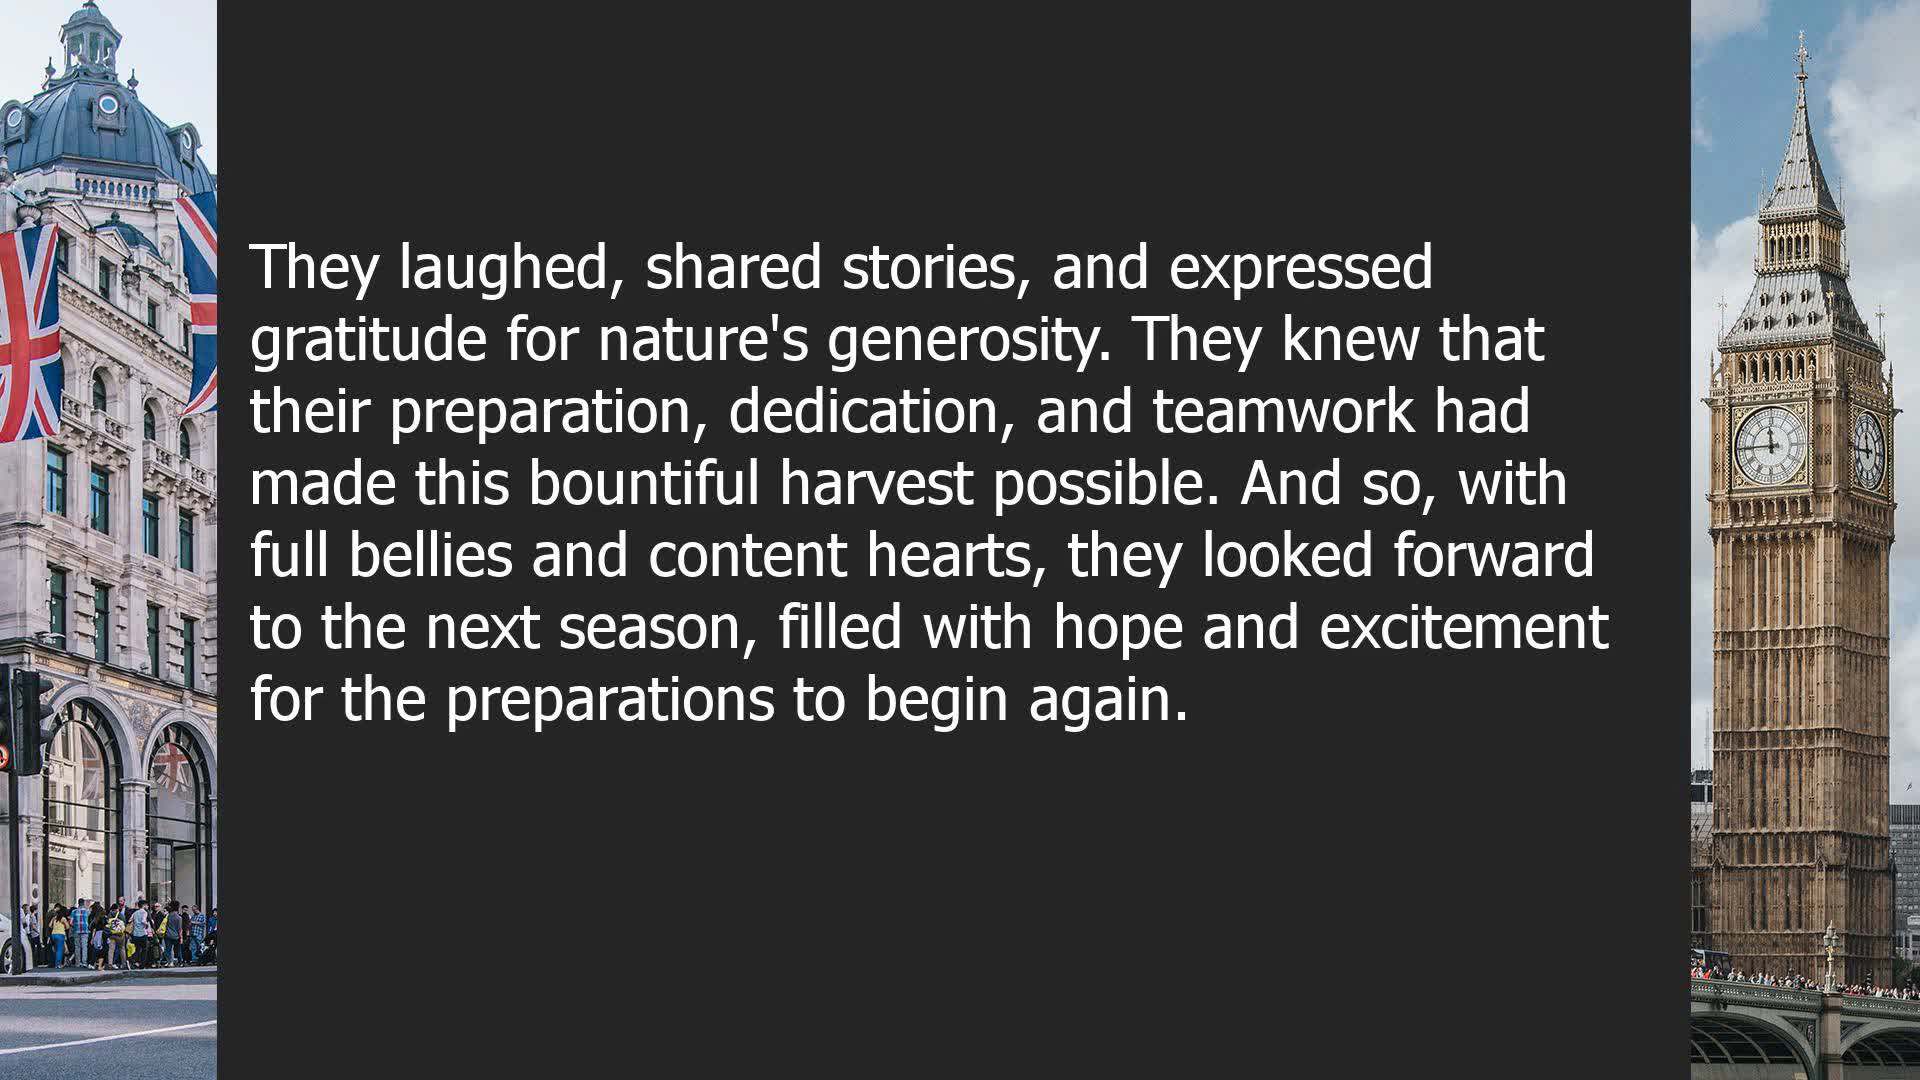 They laughed, shared stories, and expressed
gratitude for nature's generosity. They knew that
their preparation, dedication, and teamwork had
made this bountiful harvest possible. And so, with
full bellies and content hearts, they looked forward
to the next season, filled with hope and excitement
for the preparations to begin again.